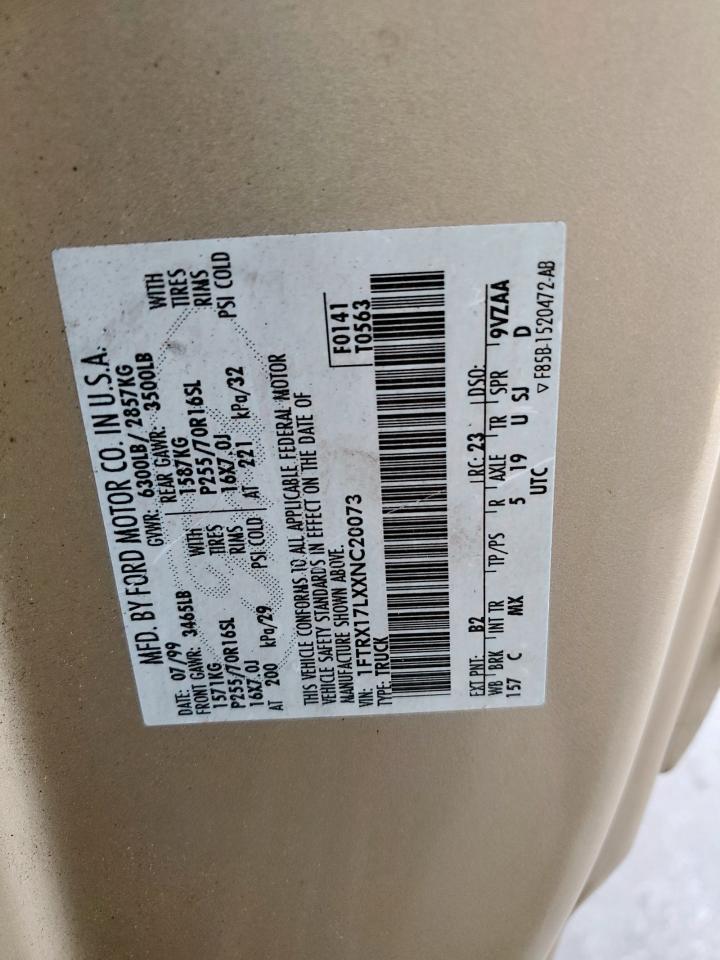 MFD. BY FORD MOTOR CO. IN U.S.A.
DATE: 07/99 GVWR: 6300LB/ 2857KG
FRONT GAWR: 3465LB REAR GAWR: 3500LB
1571KG WITH 1587KG WITH
P255/70R16SL TIRES P255/70R16SL TIRES
16X7.0J RIMS 16X7.0J RIMS
AT 200 kPa/29 PSI COLD AT 221 kPa/32 PSI COLD
THIS VEHICLE CONFORMS TO ALL APPLICABLE FEDERAL MOTOR
VEHICLE SAFETY STANDARDS IN EFFECT ON THE DATE OF
MANUFACTURE SHOWN ABOVE.
F0141
VIN: 1FTRX17LXXNC20073 T0563
TYPE: TRUCK
EXT PNT: B2 RC: 23 DSO:
WB BRK INT TR TP/PS R AXLE TR SPR 9VZAA
157 C MX 5 19 U SJ D
UTC
▽ F85B-1520472-AB